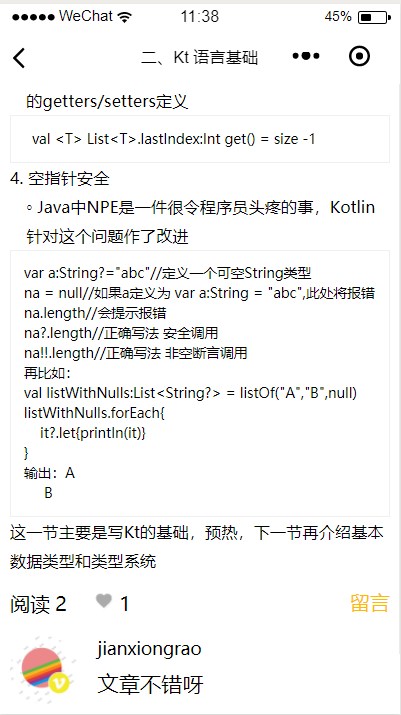 WeChat 11:38 45%
二、Kt 语言基础
的getters/setters定义
val <T> List<T>.lastIndex:Int get() = size -1
4. 空指针安全
◦ Java中NPE是一件很令程序员头疼的事，Kotlin
针对这个问题作了改进
var a:String?="abc"//定义一个可空String类型
na = null//如果a定义为 var a:String = "abc",此处将报错
na.length//会提示报错
na?.length//正确写法 安全调用
na!!.length//正确写法 非空断言调用
再比如：
val listWithNulls:List<String?> = listOf("A","B",null)
listWithNulls.forEach{
it?.let{println(it)}
}
输出：A
B
这一节主要是写Kt的基础，预热，下一节再介绍基本
数据类型和类型系统
阅读 2 1 留言
jianxiongrao
文章不错呀